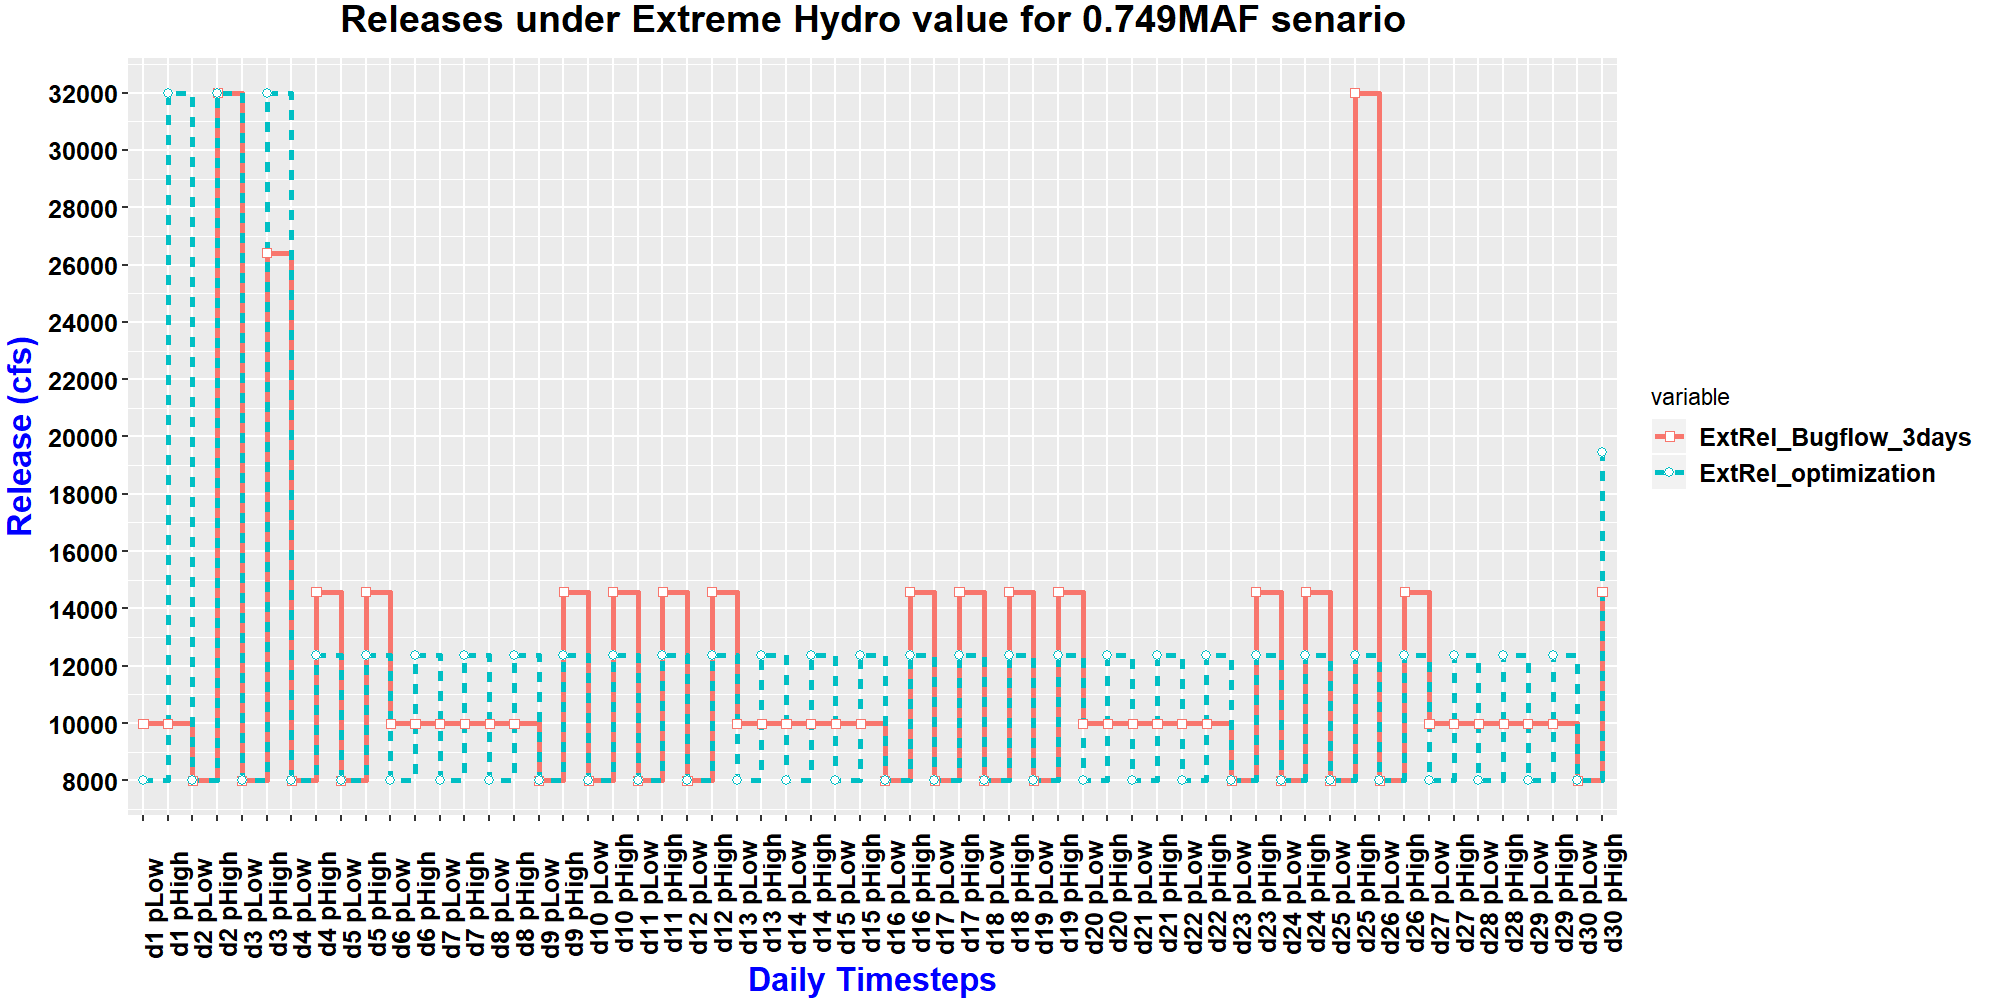 Releases under Extreme Hydro value for 0.749MAF senario
32000
30000
28000
26000
24000
22000
20000
18000
16000
14000
12000
10000
8000
Release (cfs)
d1 pLow
d1 pHigh
d2 pLow
d2 pHigh
d3 pLow
d3 pHigh
d4 pLow
d4 pHigh
d5 pLow
d5 pHigh
d6 pLow
d6 pHigh
d7 pLow
d7 pHigh
d8 pLow
d8 pHigh
d9 pLow
d9 pHigh
d10 pLow
d10 pHigh
d11 pLow
d11 pHigh
d12 pLow
d12 pHigh
d13 pLow
d13 pHigh
d14 pLow
d14 pHigh
d15 pLow
d15 pHigh
d16 pLow
d16 pHigh
d17 pLow
d17 pHigh
d18 pLow
d18 pHigh
d19 pLow
d19 pHigh
d20 pLow
d20 pHigh
d21 pLow
d21 pHigh
d22 pLow
d22 pHigh
d23 pLow
d23 pHigh
d24 pLow
d24 pHigh
d25 pLow
d25 pHigh
d26 pLow
d26 pHigh
d27 pLow
d27 pHigh
d28 pLow
d28 pHigh
d29 pLow
d29 pHigh
d30 pLow
d30 pHigh
Daily Timesteps
variable
ExtRel_Bugflow_3days
ExtRel_optimization